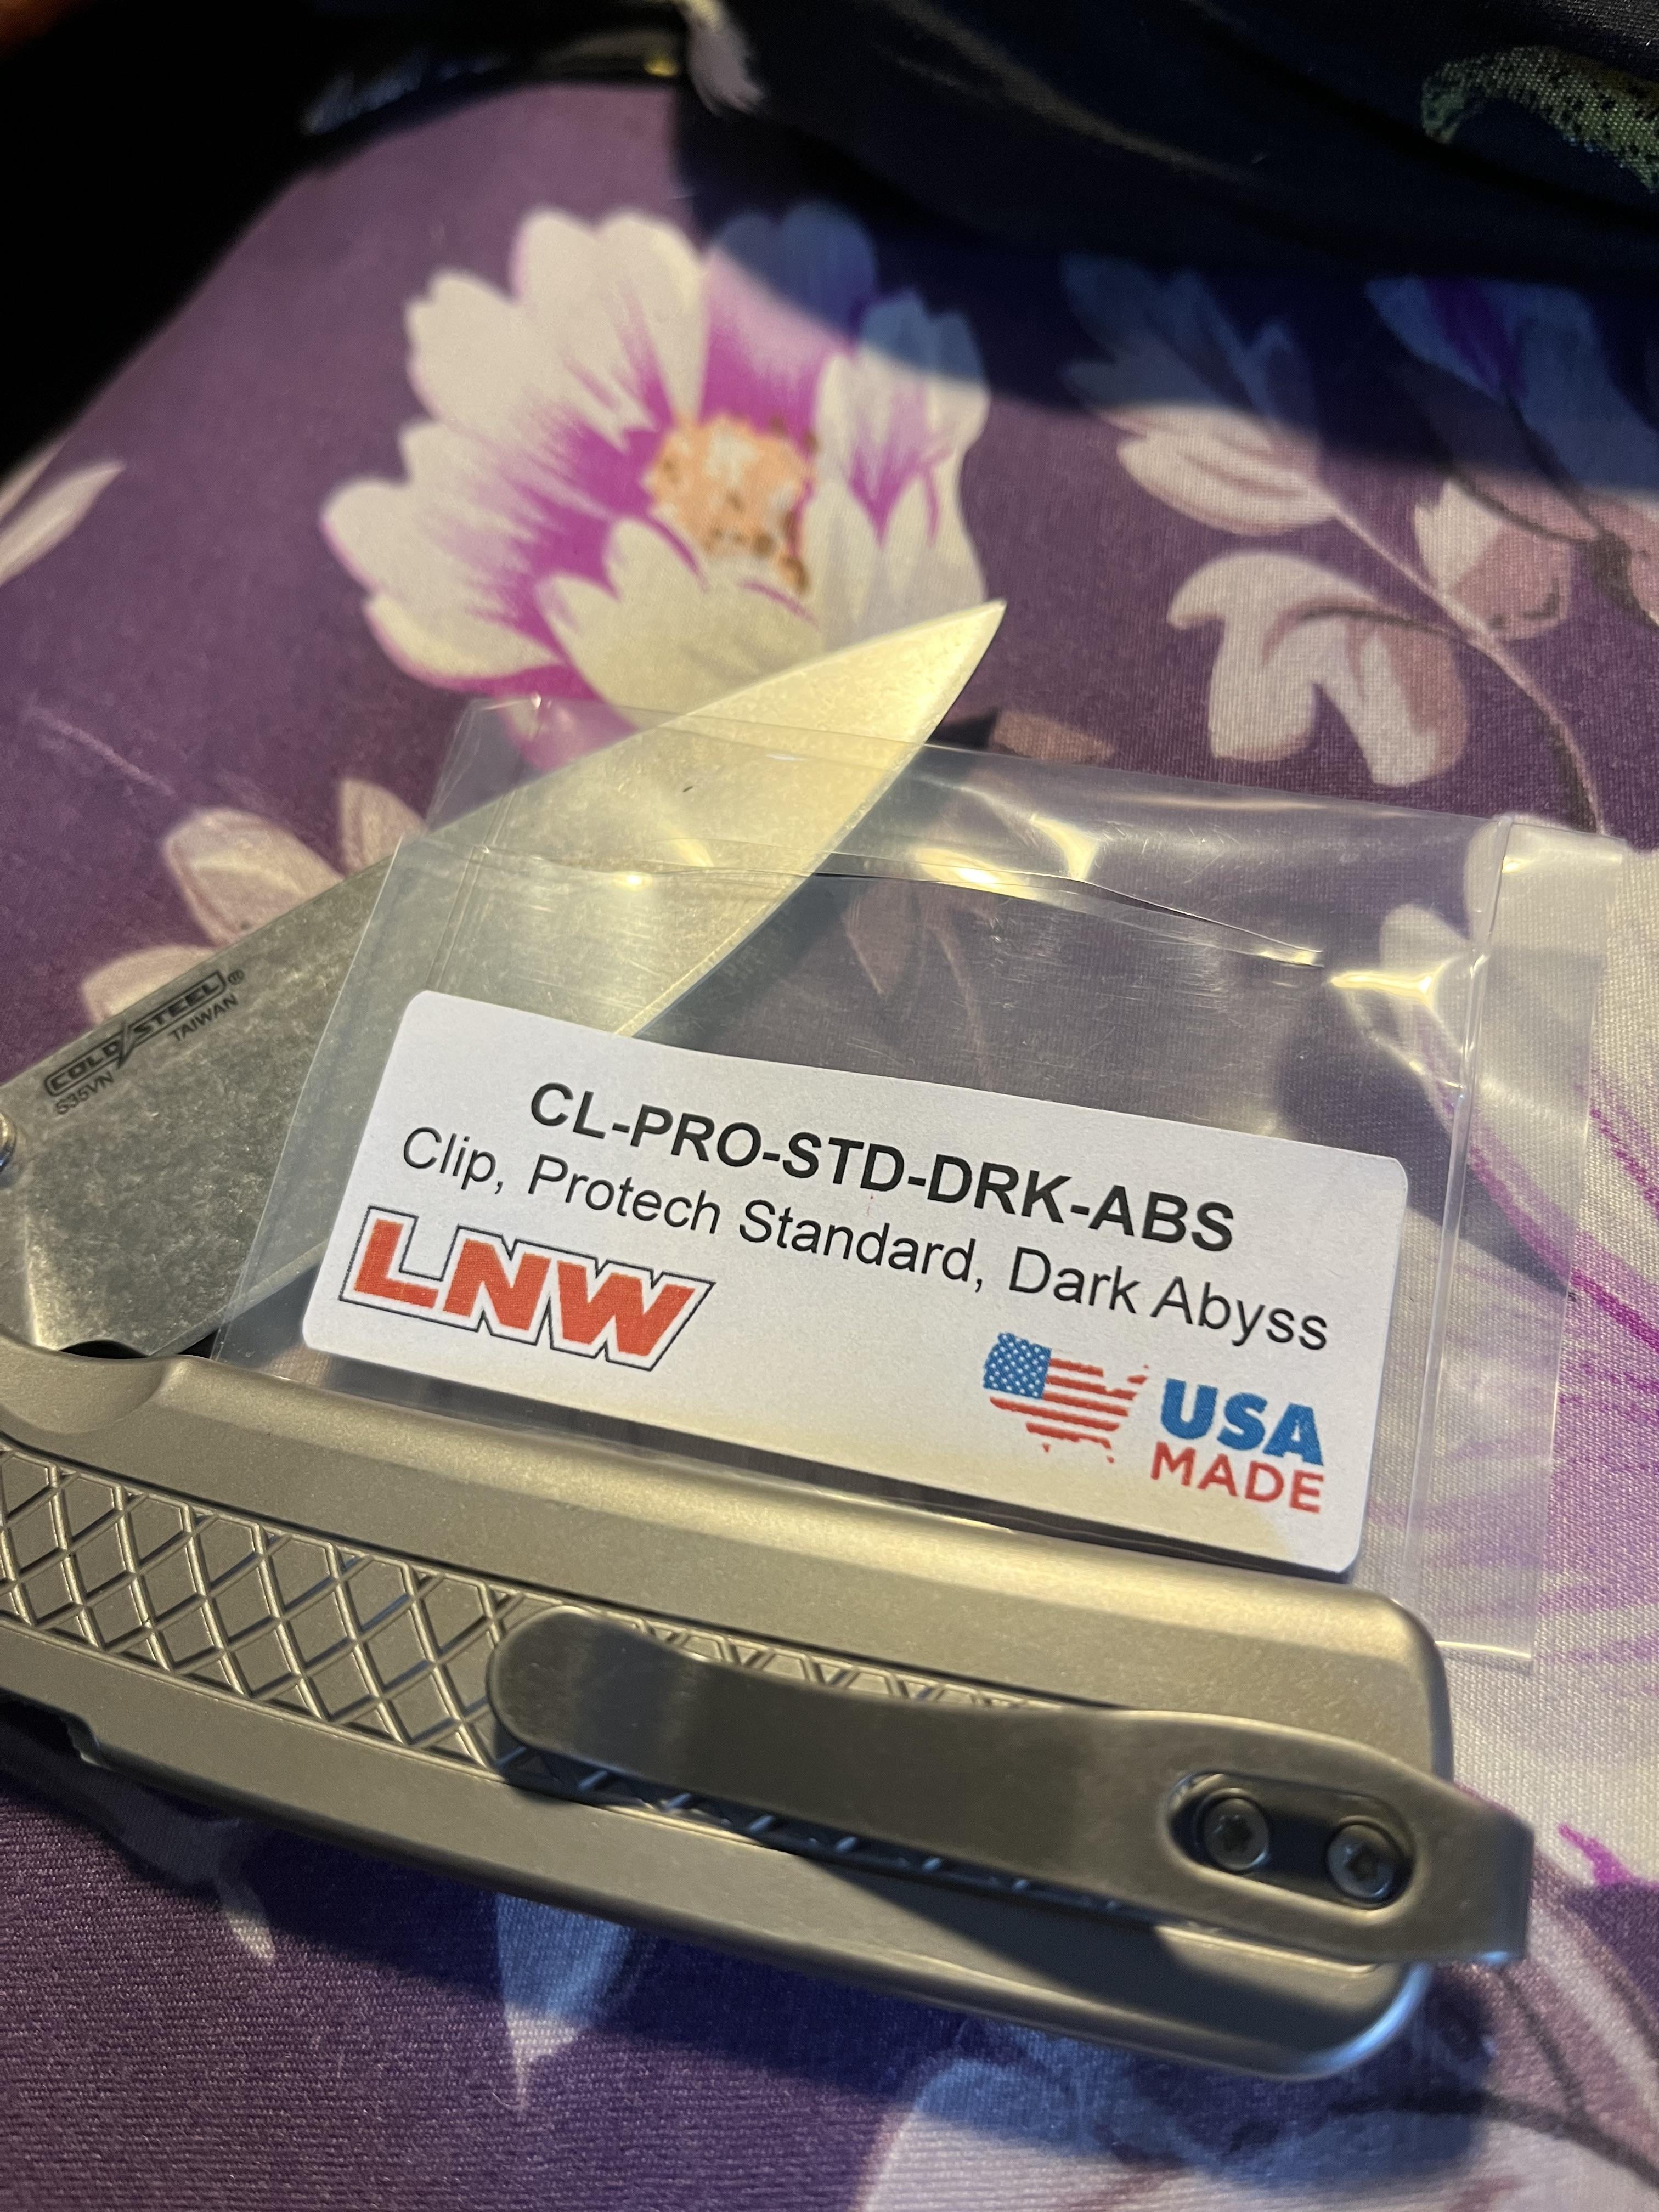 COLD STEEL®
TAIWAN
S35VN
CL-PRO-STD-DRK-ABS
Clip, Protech Standard, Dark Abyss
LNW
USA
MADE